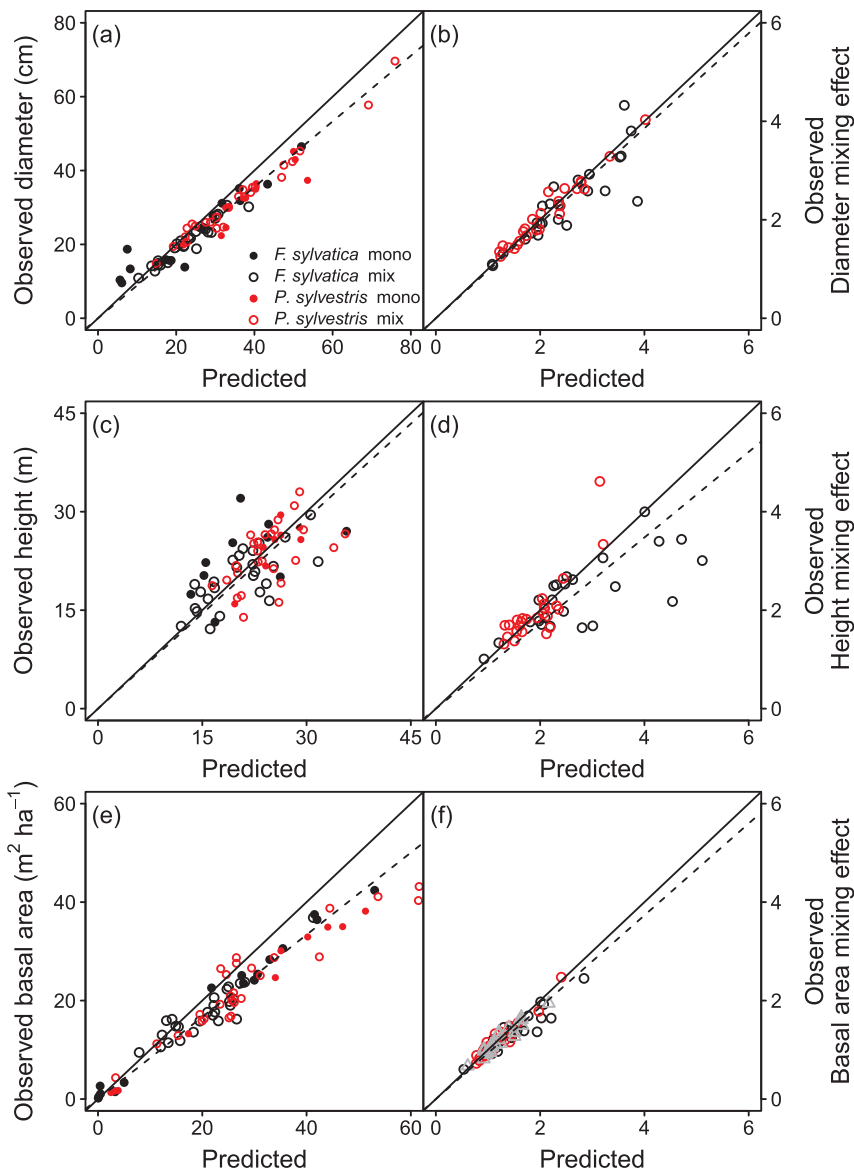 (a)
80
60
40
20
0
Observed diameter (cm)
F. sylvatica mono
F. sylvatica mix
P. sylvestris mono
P. sylvestris mix
0 20 40 60 80
Predicted
(b)
6
4
2
0
Observed
Diameter mixing effect
0 2 4 6
Predicted
(c)
45
30
15
0
Observed height (m)
0 15 30 45
Predicted
(d)
6
4
2
0
Observed
Height mixing effect
0 2 4 6
Predicted
(e)
60
40
20
0
Observed basal area (m² ha⁻¹)
0 20 40 60
Predicted
(f)
6
4
2
0
Observed
Basal area mixing effect
0 2 4 6
Predicted